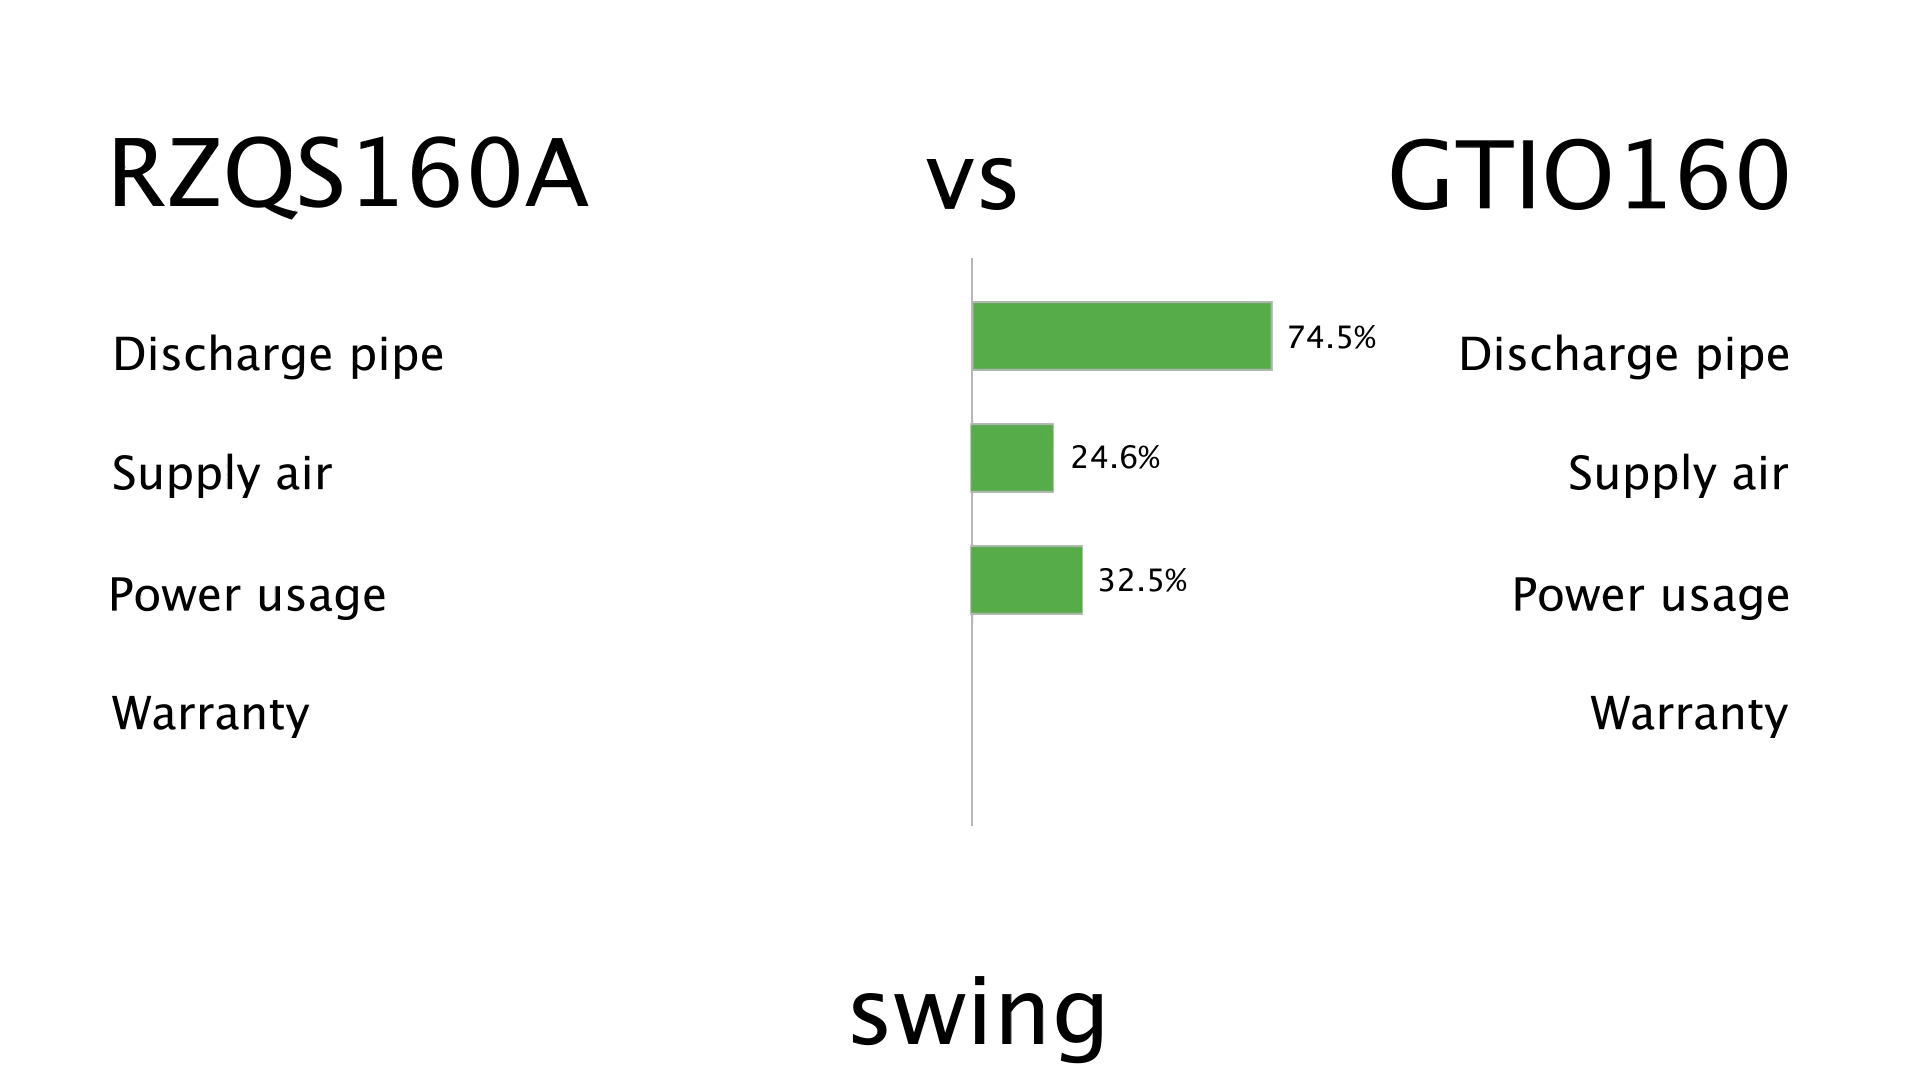 RZQS160A vs GTIO160
Discharge pipe 74.5% Discharge pipe
Supply air 24.6% Supply air
Power usage 32.5% Power usage
Warranty Warranty
swing